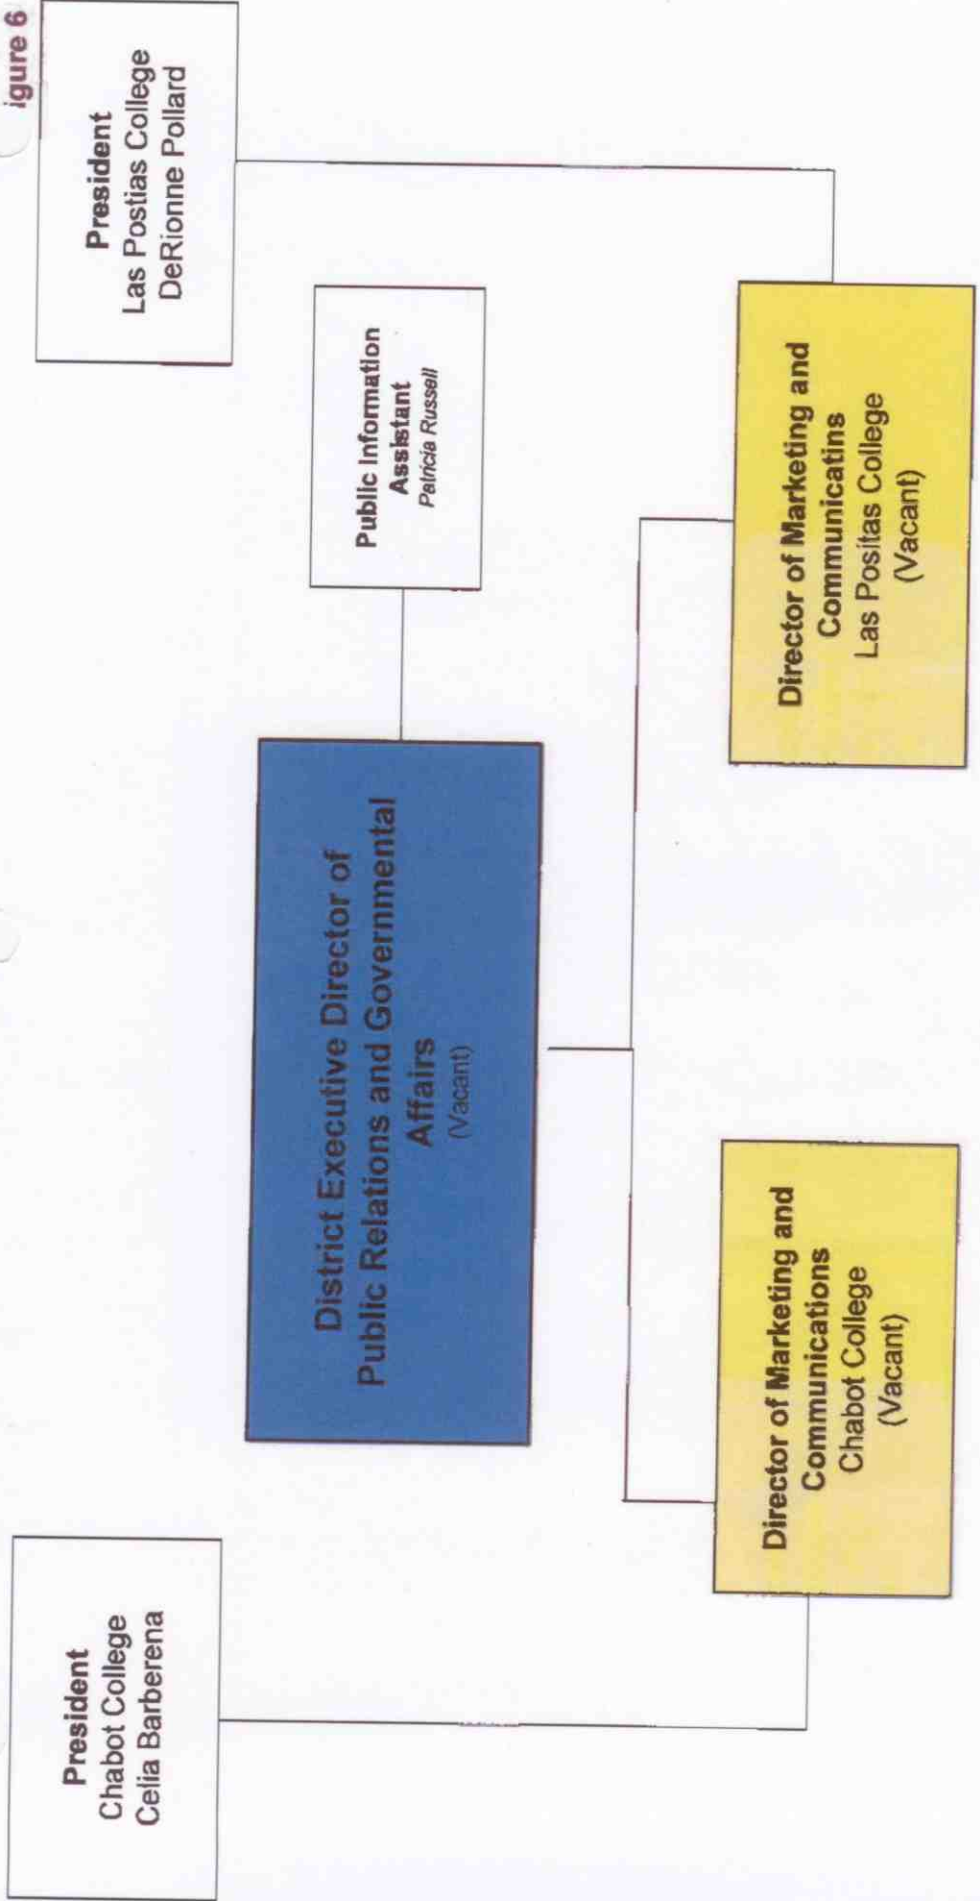 igure 6
President
Chabot College
Celia Barberena
President
Las Postias College
DeRionne Pollard
District Executive Director of
Public Relations and Governmental
Affairs
(Vacant)
Public Information
Assistant
Patricia Russell
Director of Marketing and
Communications
Chabot College
(Vacant)
Director of Marketing and
Communicatins
Las Positas College
(Vacant)